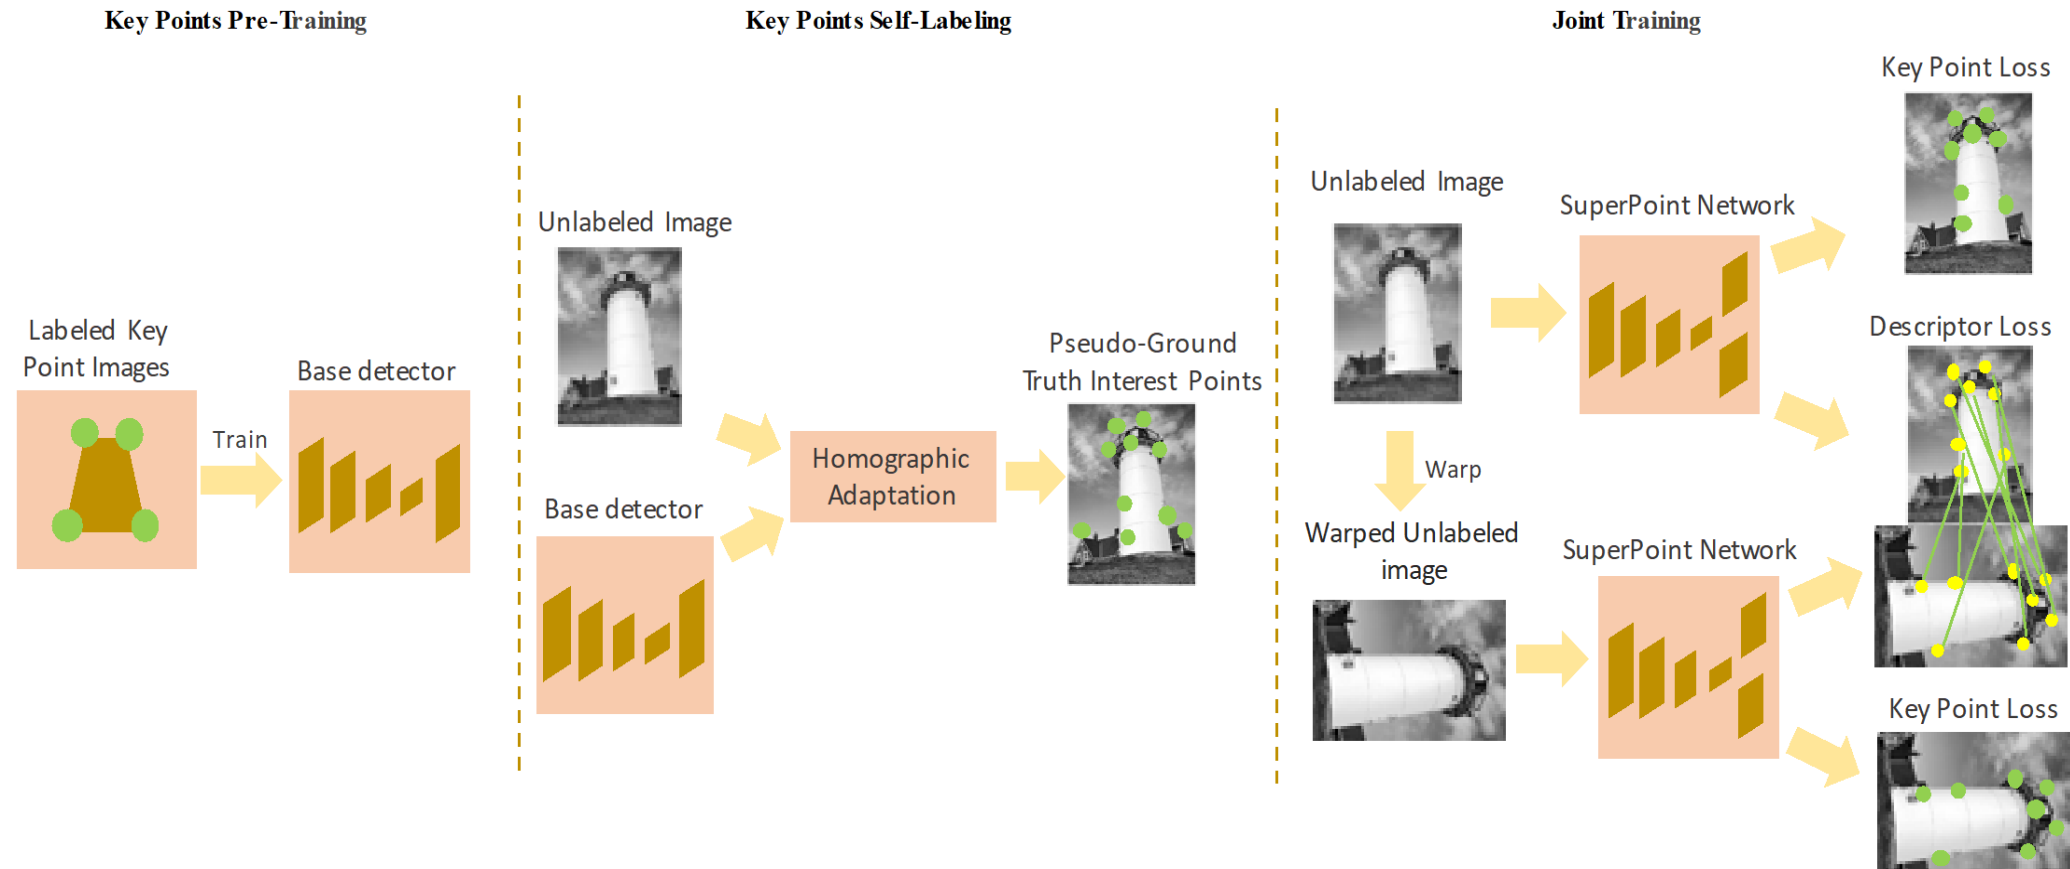 Key Points Pre-Training
Key Points Self-Labeling
Joint Training
Labeled Key
Point Images
Train
Base detector
Unlabeled Image
Base detector
Homographic
Adaptation
Pseudo-Ground
Truth Interest Points
Unlabeled Image
Warp
Warped Unlabeled
image
SuperPoint Network
SuperPoint Network
Key Point Loss
Descriptor Loss
Key Point Loss